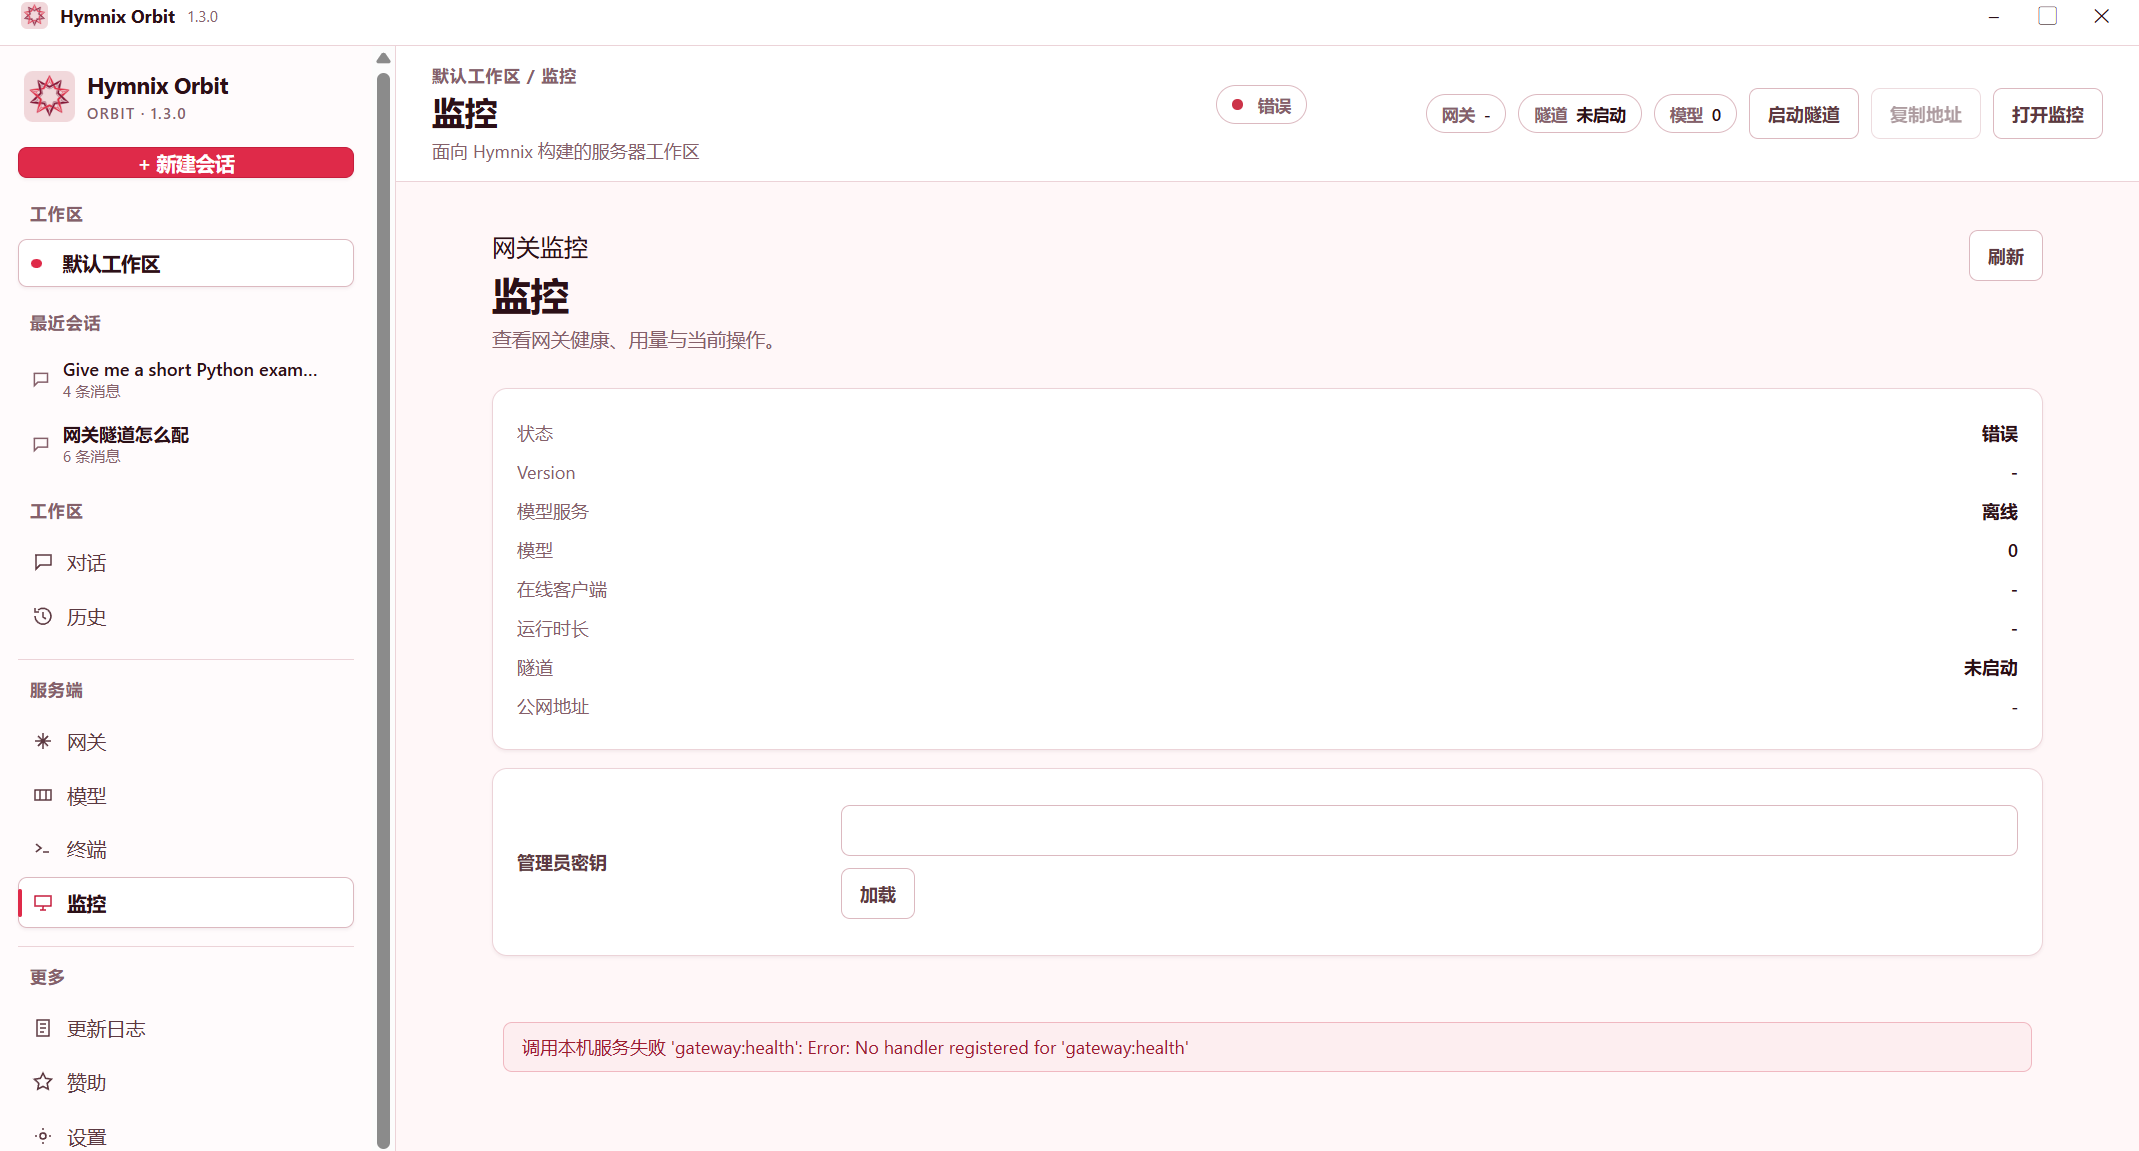 Hymnix Orbit 1.3.0
Hymnix Orbit
ORBIT · 1.3.0
+ 新建会话
工作区
默认工作区
最近会话
Give me a short Python exam...
4 条消息
网关隧道怎么配
6 条消息
工作区
对话
历史
服务端
网关
模型
终端
监控
更多
更新日志
赞助
设置
默认工作区 / 监控
监控
面向 Hymnix 构建的服务器工作区
错误
网关 -
隧道 未启动
模型 0
启动隧道
复制地址
打开监控
网关监控
监控
查看网关健康、用量与当前操作。
刷新
状态 错误
Version -
模型服务 离线
模型 0
在线客户端 -
运行时长 -
隧道 未启动
公网地址 -
管理员密钥
加载
调用本机服务失败 'gateway:health': Error: No handler registered for 'gateway:health'